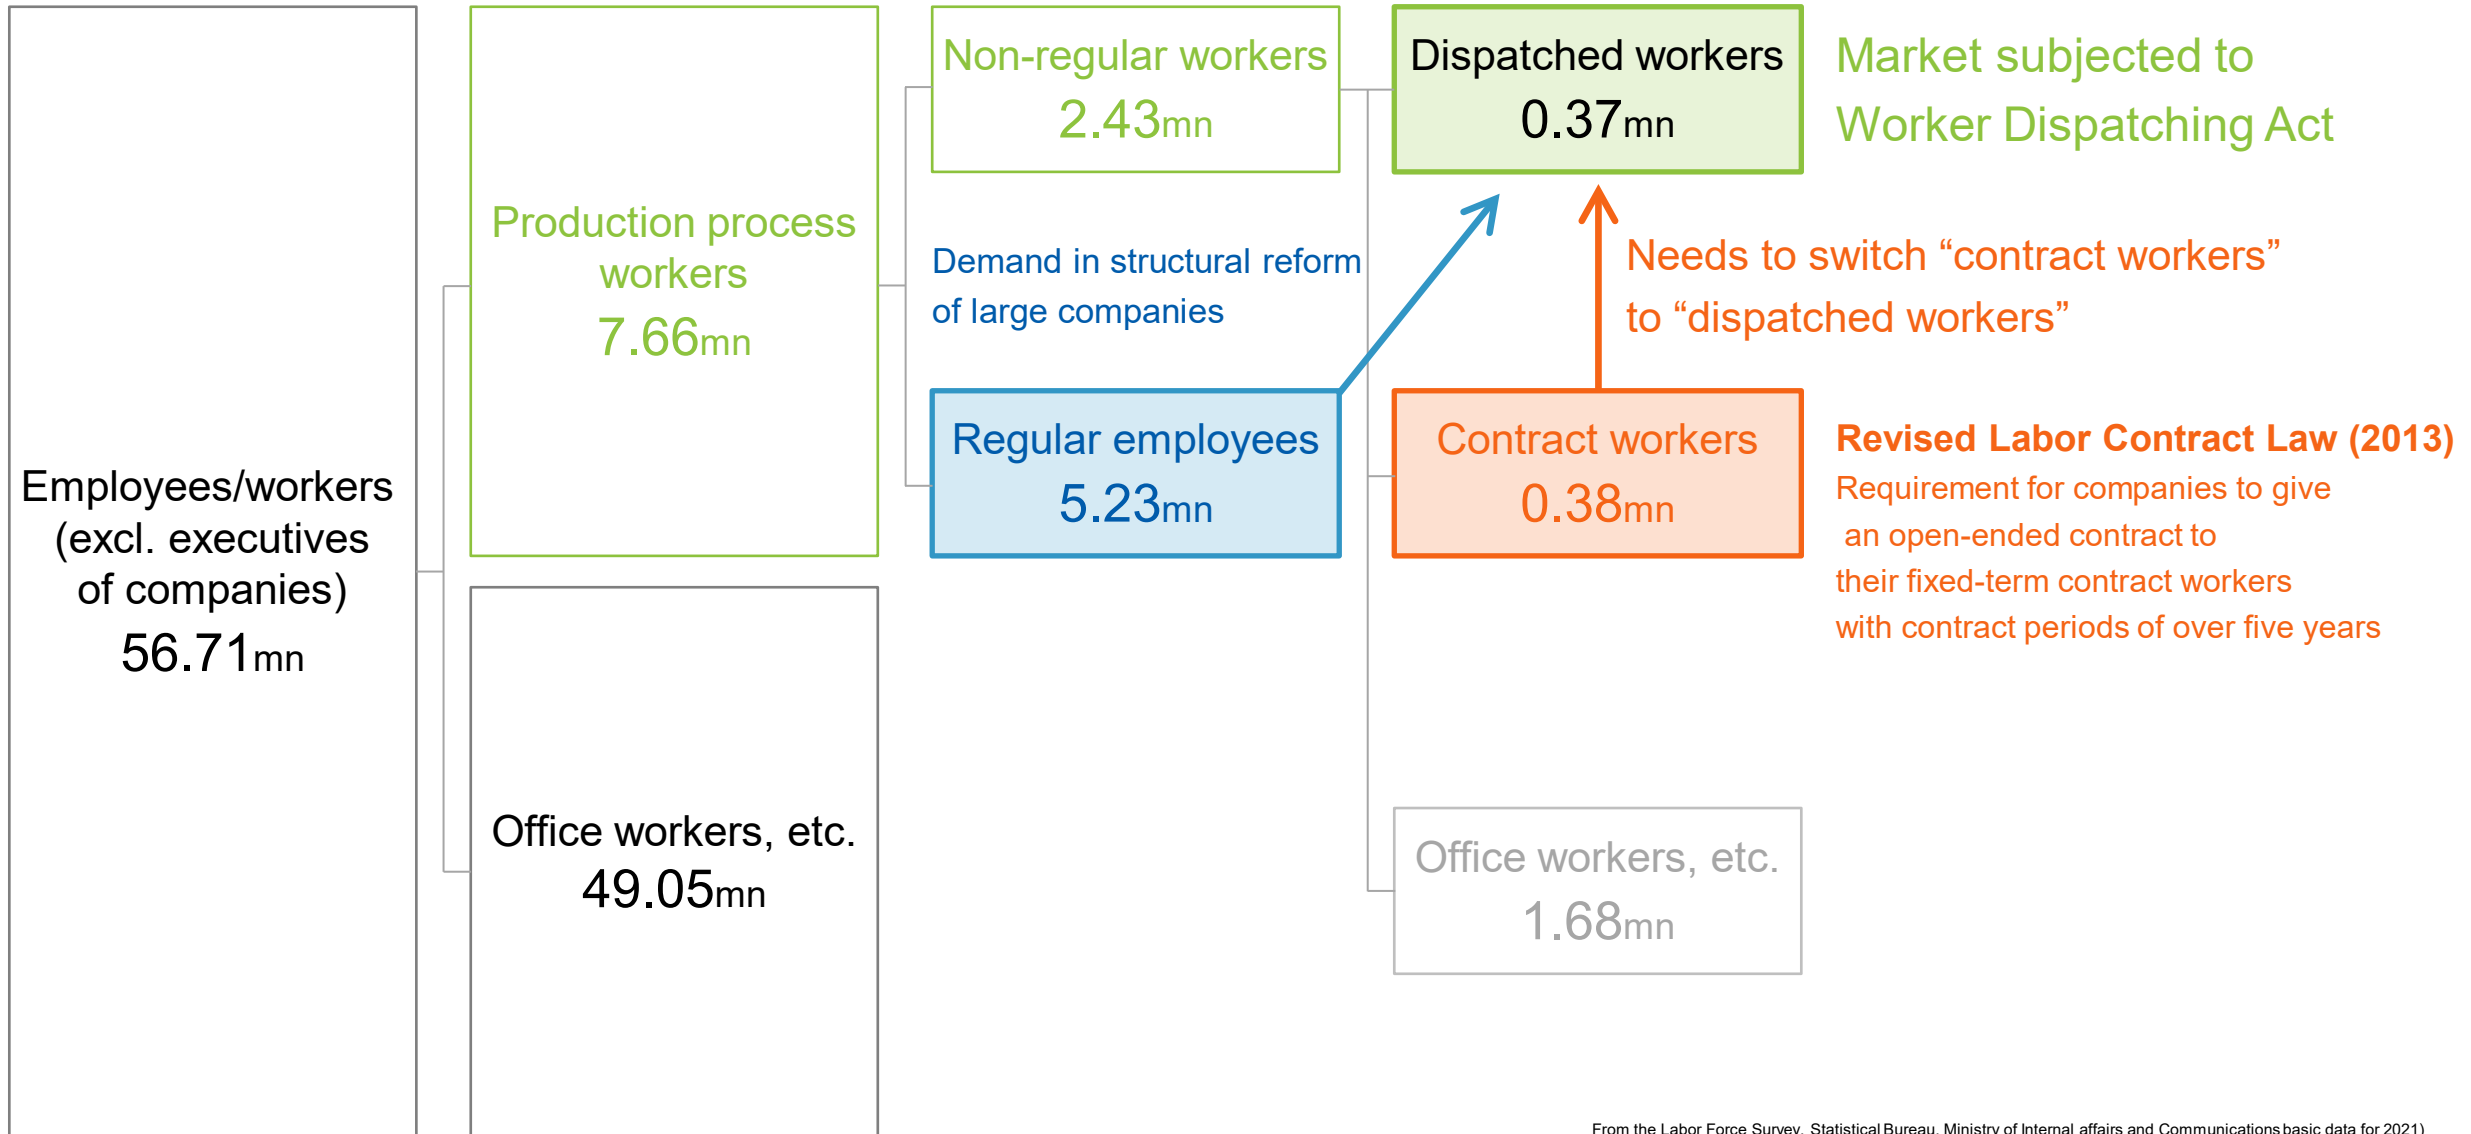 Employees/workers
(excl. executives
of companies)
56.71mn
Production process
workers
7.66mn
Office workers, etc.
49.05mn
Non-regular workers
2.43mn
Demand in structural reform
of large companies
Regular employees
5.23mn
Dispatched workers
0.37mn
Market subjected to
Worker Dispatching Act
Needs to switch “contract workers”
to “dispatched workers”
Contract workers
0.38mn
Revised Labor Contract Law (2013)
Requirement for companies to give
an open-ended contract to
their fixed-term contract workers
with contract periods of over five years
Office workers, etc.
1.68mn
From the Labor Force Survey, Statistical Bureau, Ministry of Internal affairs and Communications basic data for 2021)